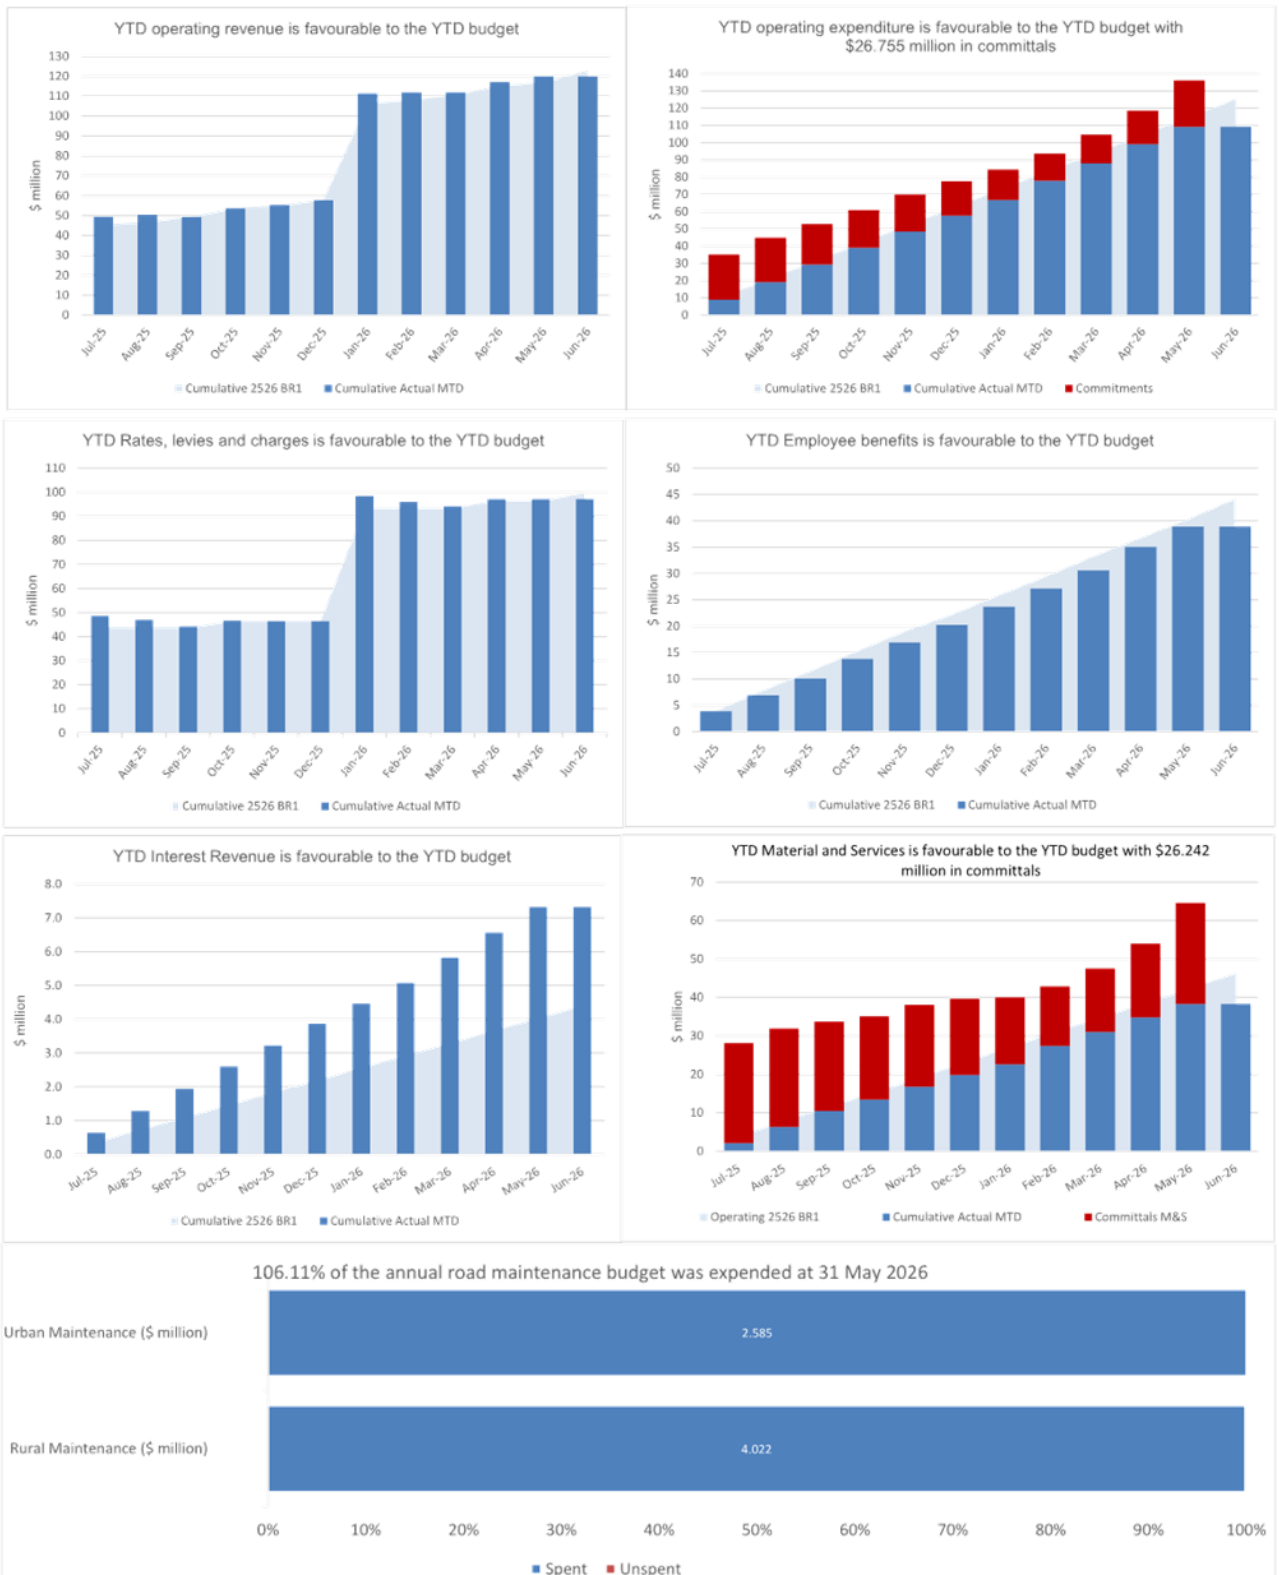 YTD operating revenue is favourable to the YTD budget
130
120
110
100
90
80
70
60
50
40
30
20
10
0
$ million
Jul-25 Aug-25 Sep-25 Oct-25 Nov-25 Dec-25 Jan-26 Feb-26 Mar-26 Apr-26 May-26 Jun-26
Cumulative 2526 BR1 Cumulative Actual MTD
YTD operating expenditure is favourable to the YTD budget with
$26.755 million in committals
140
130
120
110
100
90
80
70
60
50
40
30
20
10
0
$ million
Jul-25 Aug-25 Sep-25 Oct-25 Nov-25 Dec-25 Jan-26 Feb-26 Mar-26 Apr-26 May-26 Jun-26
Cumulative 2526 BR1 Cumulative Actual MTD Commitments
YTD Rates, levies and charges is favourable to the YTD budget
110
100
90
80
70
60
50
40
30
20
10
0
$ million
Jul-25 Aug-25 Sep-25 Oct-25 Nov-25 Dec-25 Jan-26 Feb-26 Mar-26 Apr-26 May-26 Jun-26
Cumulative 2526 BR1 Cumulative Actual MTD
YTD Employee benefits is favourable to the YTD budget
50
45
40
35
30
25
20
15
10
5
0
$ million
Jul-25 Aug-25 Sep-25 Oct-25 Nov-25 Dec-25 Jan-26 Feb-26 Mar-26 Apr-26 May-26 Jun-26
Cumulative 2526 BR1 Cumulative Actual MTD
YTD Interest Revenue is favourable to the YTD budget
8.0
7.0
6.0
5.0
4.0
3.0
2.0
1.0
0.0
$ million
Jul-25 Aug-25 Sep-25 Oct-25 Nov-25 Dec-25 Jan-26 Feb-26 Mar-26 Apr-26 May-26 Jun-26
Cumulative 2526 BR1 Cumulative Actual MTD
YTD Material and Services is favourable to the YTD budget with $26.242
million in committals
70
60
50
40
30
20
10
0
$ million
Jul-25 Aug-25 Sep-25 Oct-25 Nov-25 Dec-25 Jan-26 Feb-26 Mar-26 Apr-26 May-26 Jun-26
Operating 2526 BR1 Cumulative Actual MTD Committals M&S
106.11% of the annual road maintenance budget was expended at 31 May 2026
Urban Maintenance ($ million) 2.585
Rural Maintenance ($ million) 4.022
0% 10% 20% 30% 40% 50% 60% 70% 80% 90% 100%
Spent Unspent